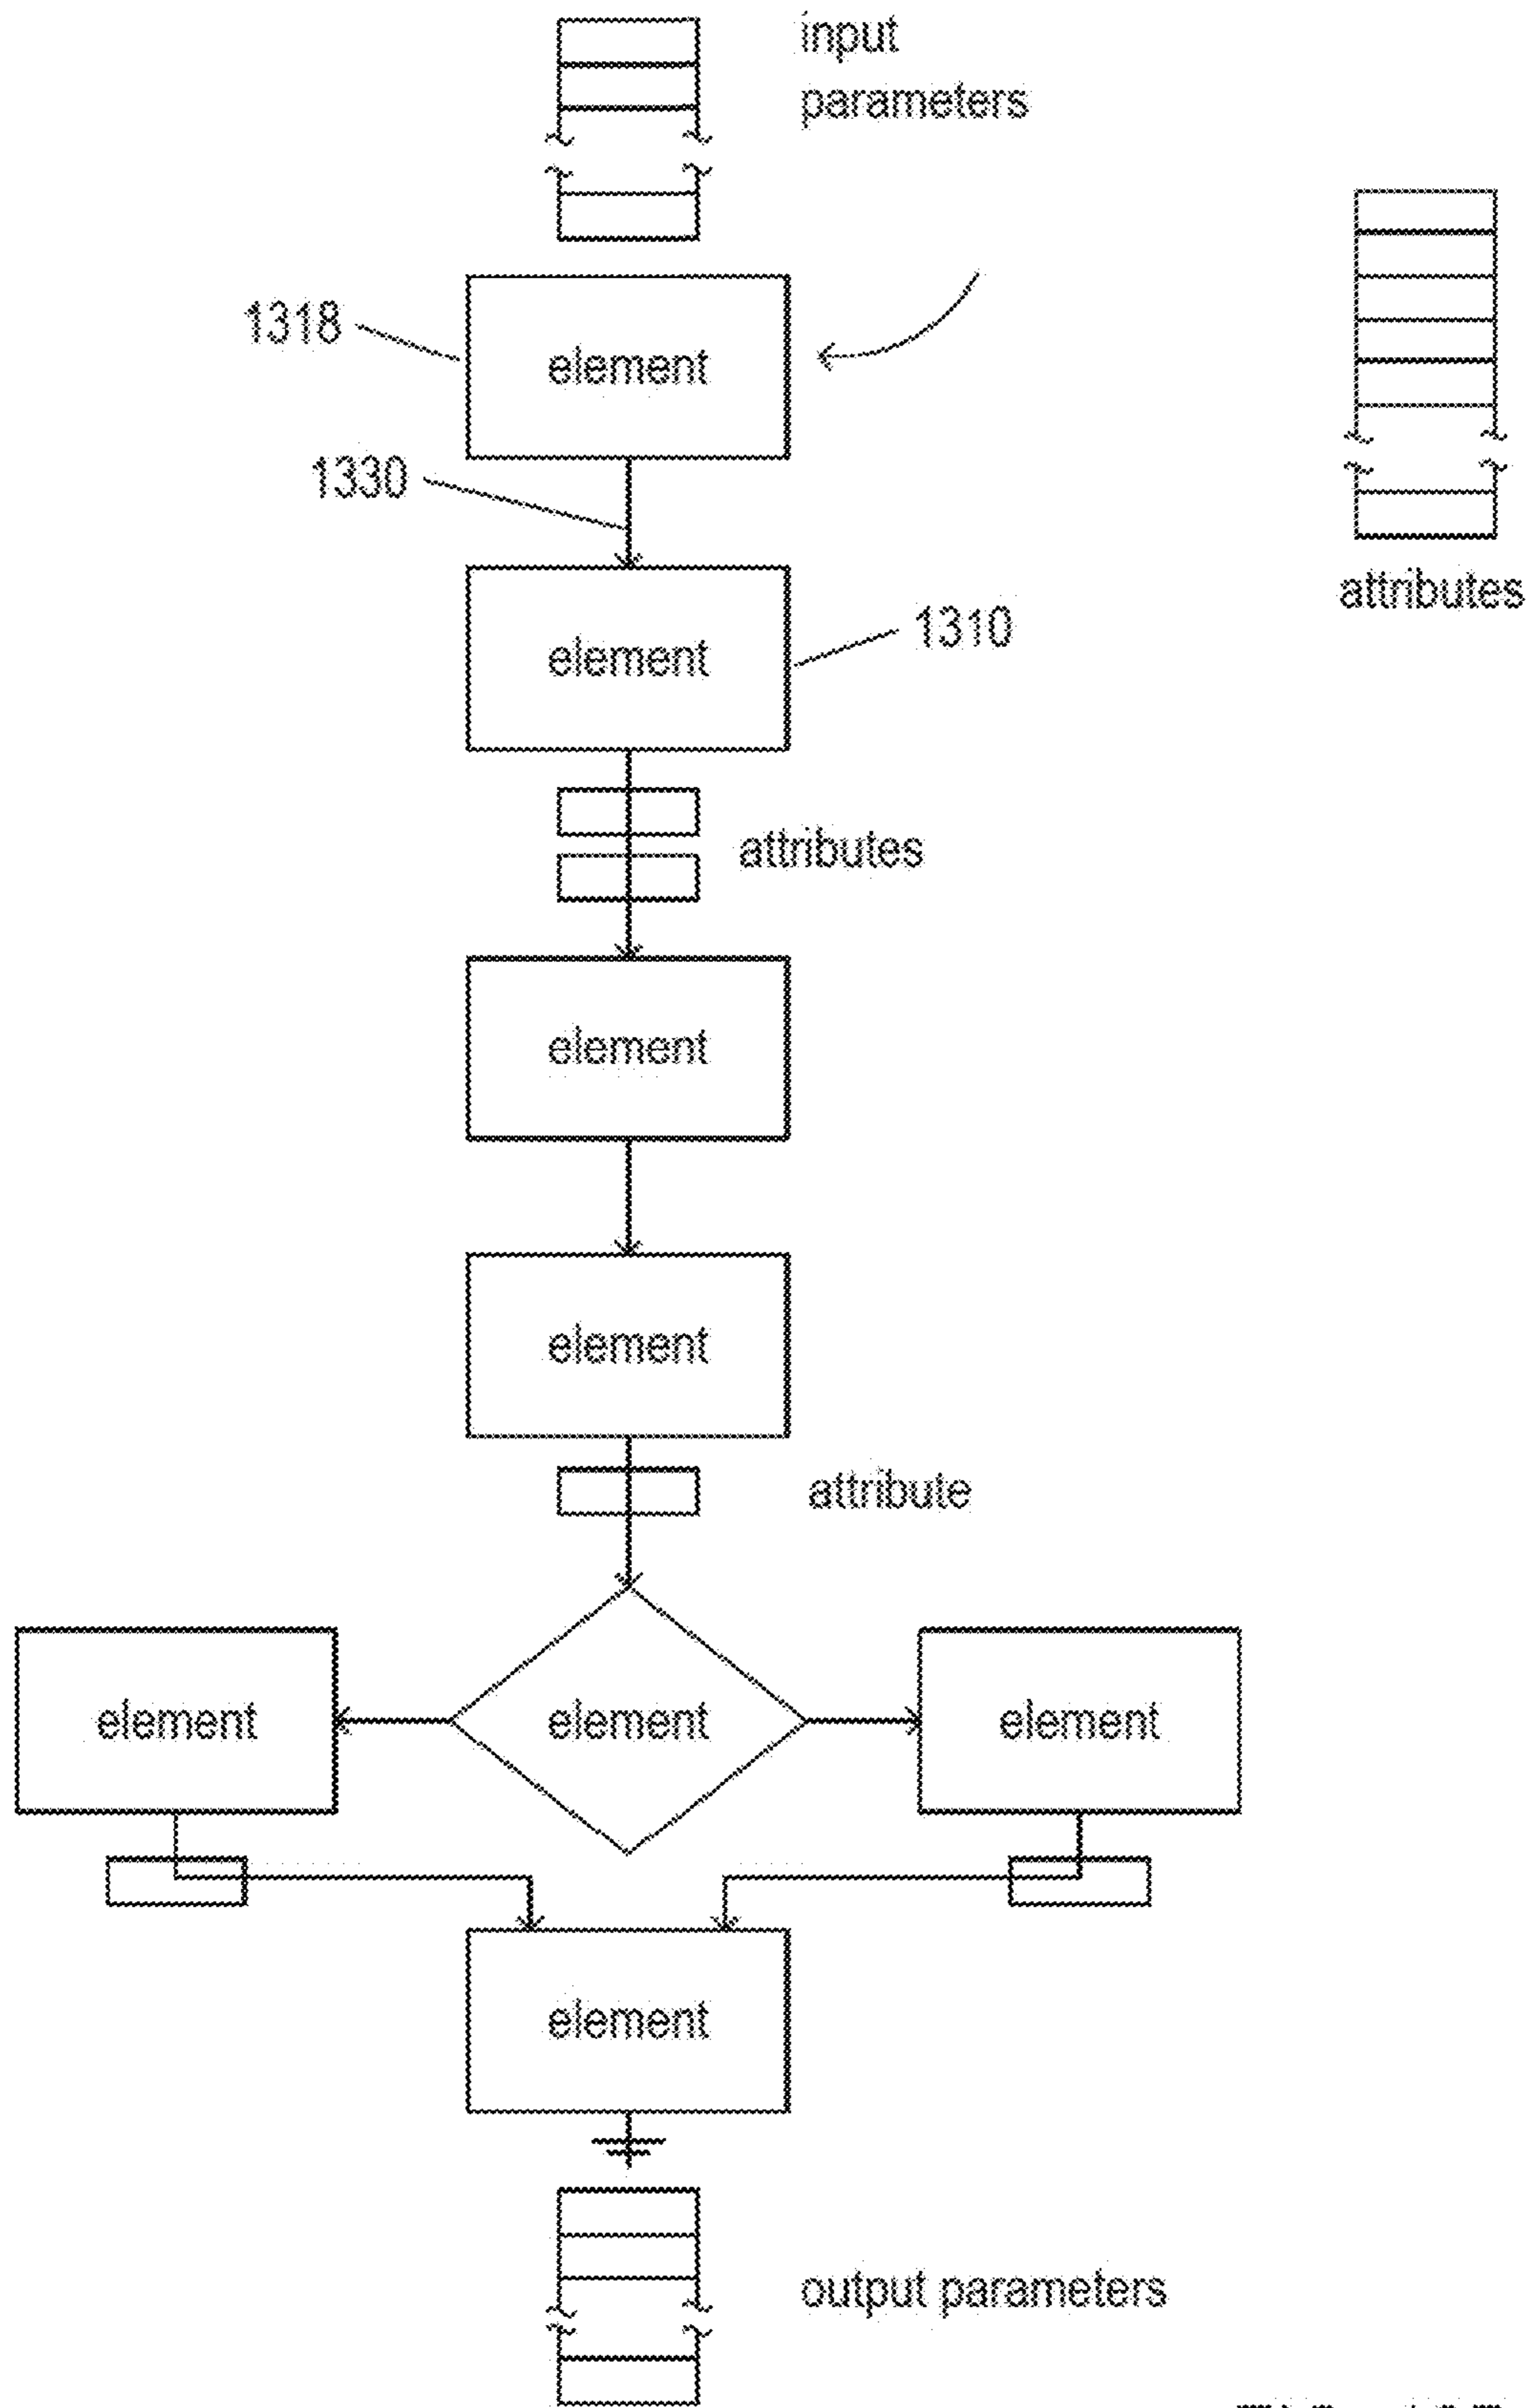 input
parameters
1318
element
1330
attributes
element
1310
attributes
element
element
attribute
element
element
element
element
output parameters